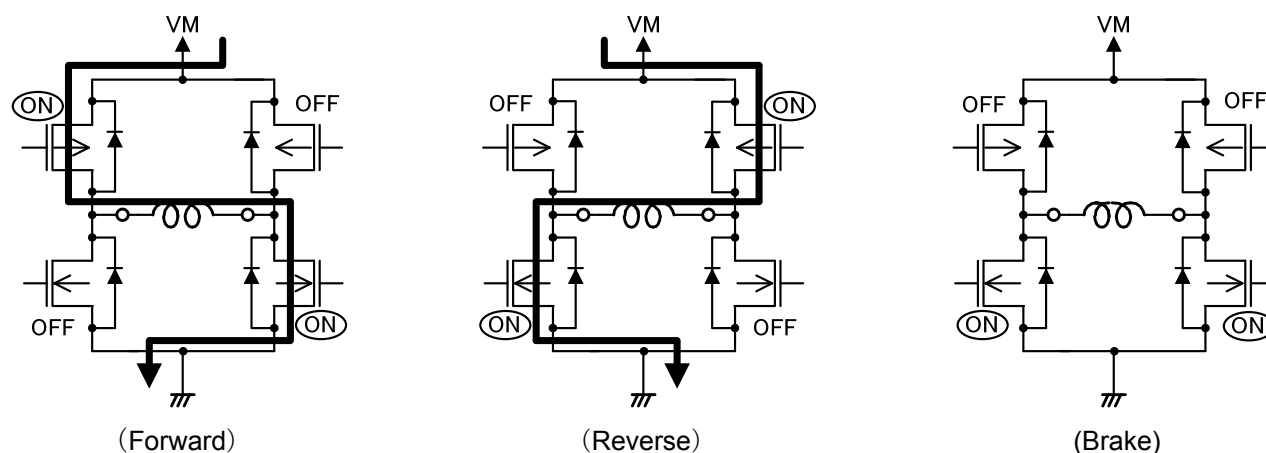 VM
ON
OFF
OFF
ON
(Forward)
VM
OFF
ON
ON
OFF
(Reverse)
VM
OFF
OFF
ON
ON
(Brake)